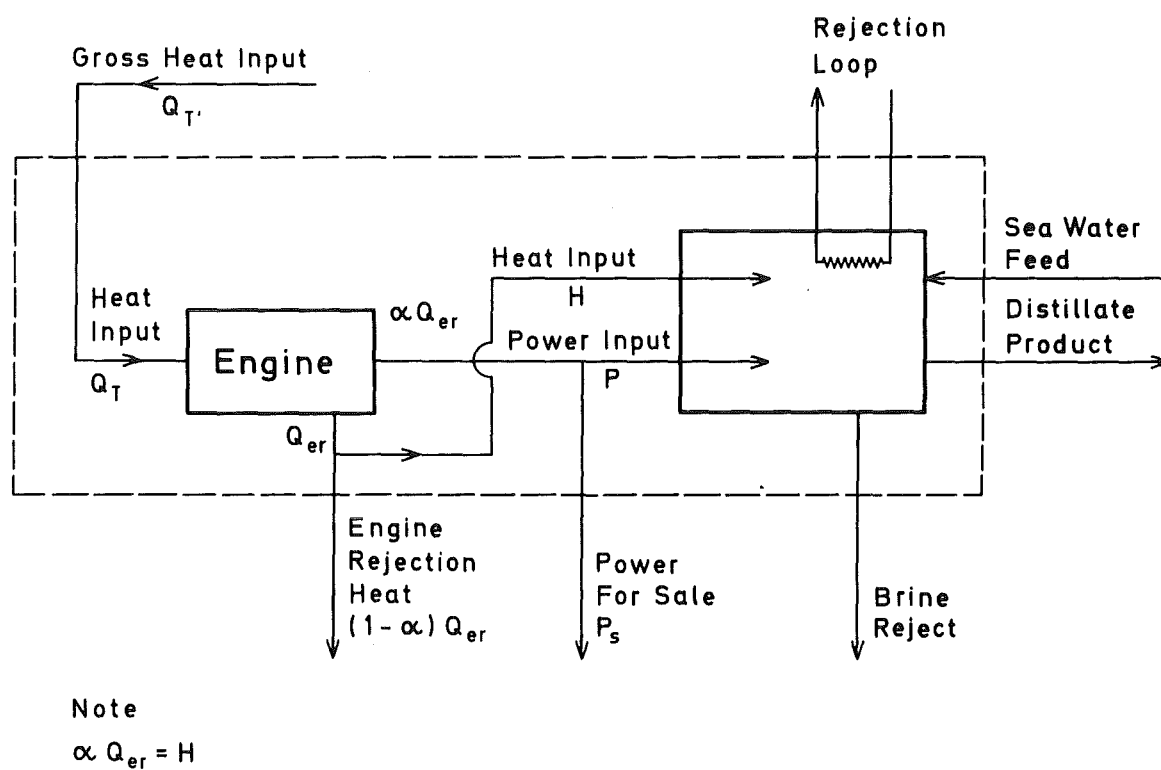 Gross Heat Input
Q_T'
Rejection
Loop
Heat Input
H
Sea Water
Feed
Heat
Input
Q_T
Engine
αQ_er
Power Input
P
Distillate
Product
Q_er
Engine
Rejection
Heat
(1-α) Q_er
Power
For Sale
P_s
Brine
Reject
Note
α Q_er = H